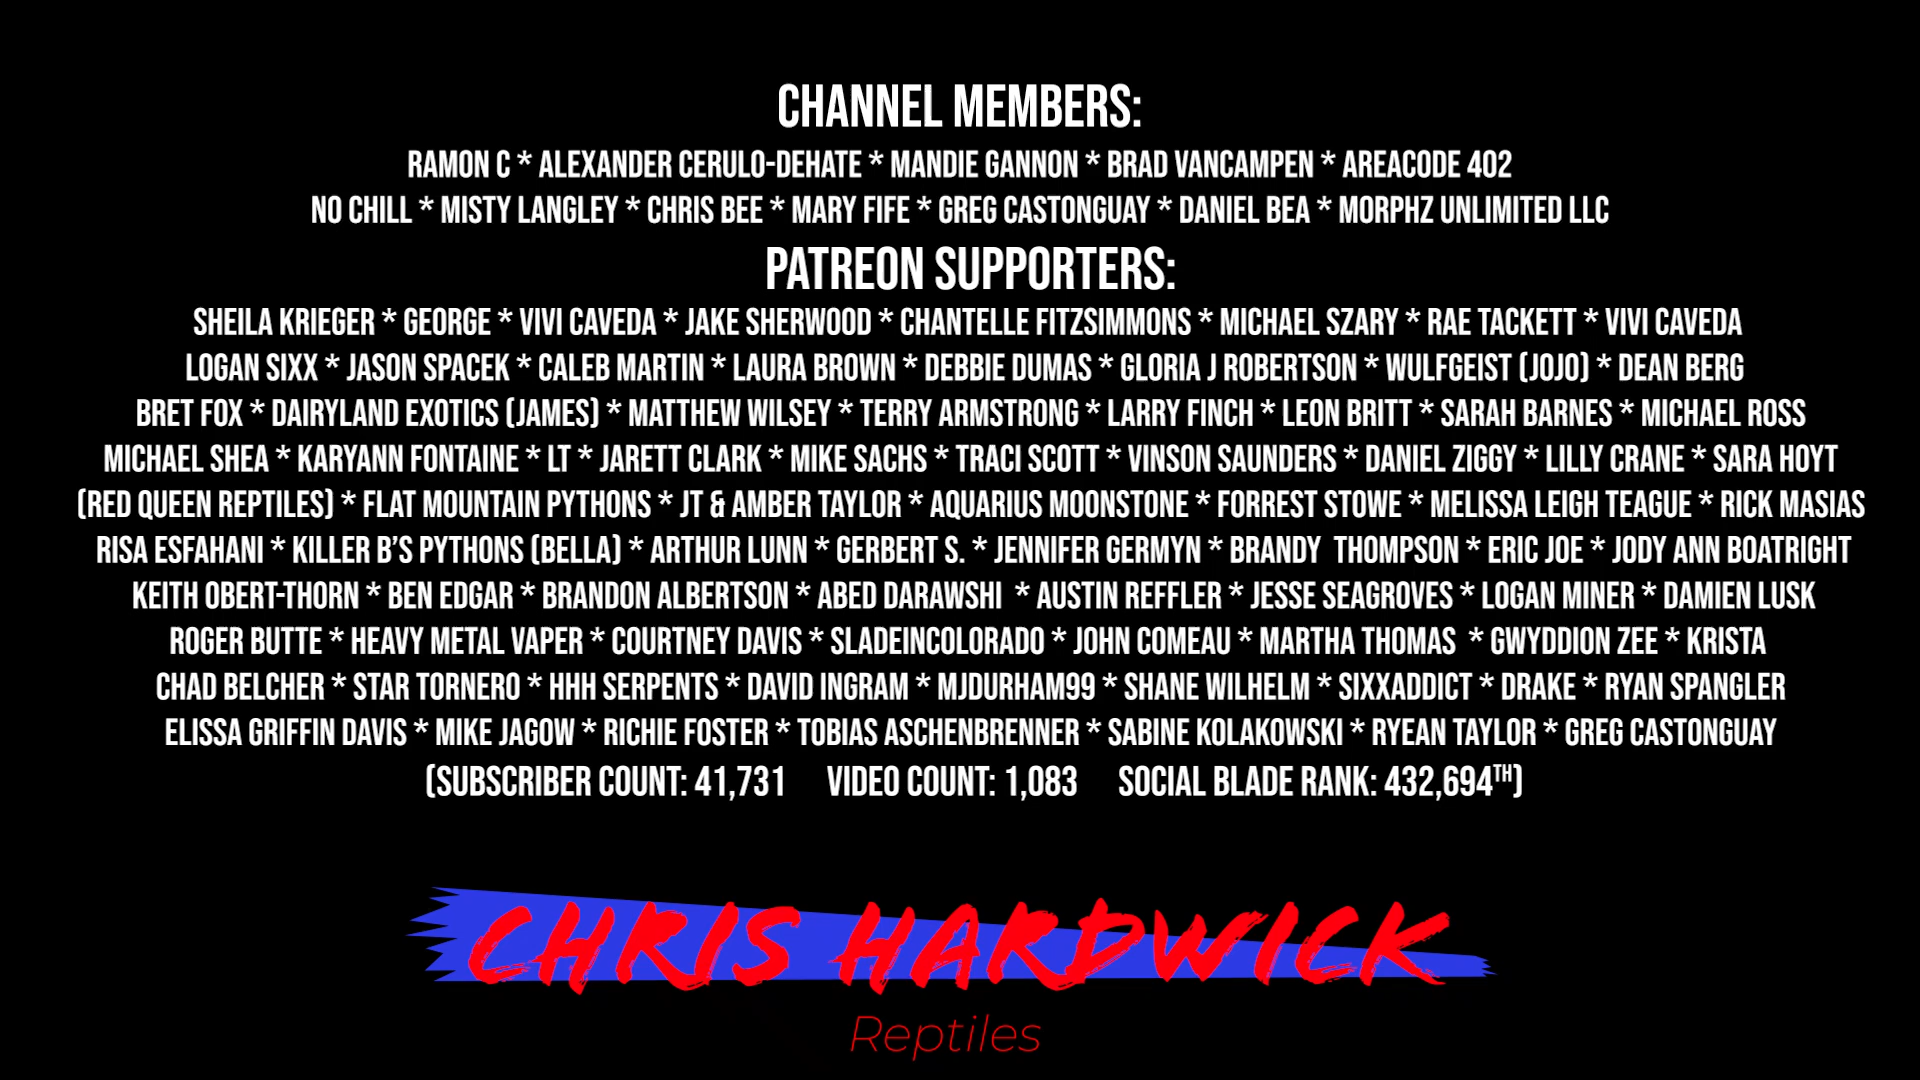 CHANNEL MEMBERS:
RAMON C * ALEXANDER CERULO-DEHATE * MANDIE GANNON * BRAD VANCAMPEN * AREACODE 402
NO CHILL * MISTY LANGLEY * CHRIS BEE * MARY FIFE * GREG CASTONGUAY * DANIEL BEA * MORPHZ UNLIMITED LLC
PATREON SUPPORTERS:
SHEILA KRIEGER * GEORGE * VIVI CAVEDA * JAKE SHERWOOD * CHANTELLE FITZSIMMONS * MICHAEL SZARY * RAE TACKETT * VIVI CAVEDA
LOGAN SIXX * JASON SPACEK * CALEB MARTIN * LAURA BROWN * DEBBIE DUMAS * GLORIA J ROBERTSON * WULFGEIST (JOJO) * DEAN BERG
BRET FOX * DAIRYLAND EXOTICS (JAMES) * MATTHEW WILSEY * TERRY ARMSTRONG * LARRY FINCH * LEON BRITT * SARAH BARNES * MICHAEL ROSS
MICHAEL SHEA * KARYANN FONTAINE * LT * JARETT CLARK * MIKE SACHS * TRACI SCOTT * VINSON SAUNDERS * DANIEL ZIGGY * LILLY CRANE * SARA HOYT
(RED QUEEN REPTILES) * FLAT MOUNTAIN PYTHONS * JT & AMBER TAYLOR * AQUARIUS MOONSTONE * FORREST STOWE * MELISSA LEIGH TEAGUE * RICK MASIAS
RISA ESFAHANI * KILLER B'S PYTHONS (BELLA) * ARTHUR LUNN * GERBERT S. * JENNIFER GERMYN * BRANDY  THOMPSON * ERIC JOE * JODY ANN BOATRIGHT
KEITH OBERT-THORN * BEN EDGAR * BRANDON ALBERTSON * ABED DARAWSHI  * AUSTIN REFFLER * JESSE SEAGROVES * LOGAN MINER * DAMIEN LUSK
ROGER BUTTE * HEAVY METAL VAPER * COURTNEY DAVIS * SLADEINCOLORADO * JOHN COMEAU * MARTHA THOMAS  * GWYDDION ZEE * KRISTA
CHAD BELCHER * STAR TORNERO * HHH SERPENTS * DAVID INGRAM * MJDURHAM99 * SHANE WILHELM * SIXXADDICT * DRAKE * RYAN SPANGLER
ELISSA GRIFFIN DAVIS * MIKE JAGOW * RICHIE FOSTER * TOBIAS ASCHENBRENNER * SABINE KOLAKOWSKI * RYEAN TAYLOR * GREG CASTONGUAY
(SUBSCRIBER COUNT: 41,731    VIDEO COUNT: 1,083    SOCIAL BLADE RANK: 432,694TH)
CHRIS HARDWICK
Reptiles